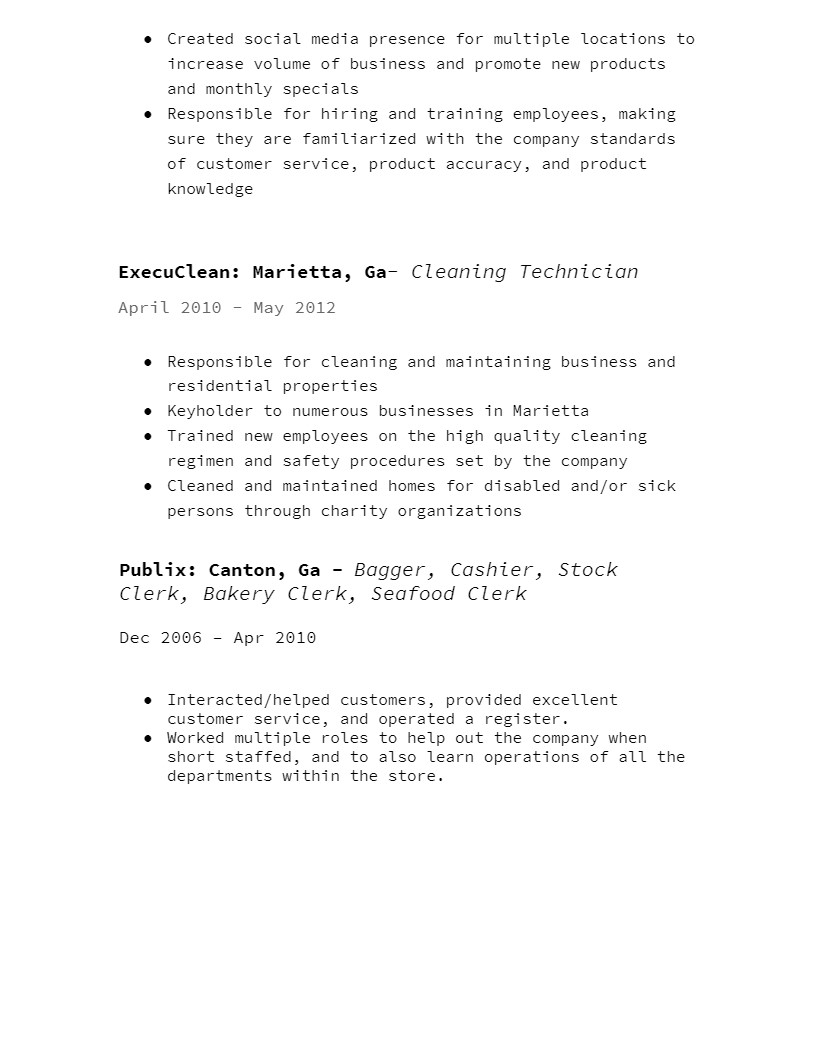 ● Created social media presence for multiple locations to
increase volume of business and promote new products
and monthly specials
● Responsible for hiring and training employees, making
sure they are familiarized with the company standards
of customer service, product accuracy, and product
knowledge
ExecuClean: Marietta, Ga- Cleaning Technician
April 2010 - May 2012
● Responsible for cleaning and maintaining business and
residential properties
● Keyholder to numerous businesses in Marietta
● Trained new employees on the high quality cleaning
regimen and safety procedures set by the company
● Cleaned and maintained homes for disabled and/or sick
persons through charity organizations
Publix: Canton, Ga – Bagger, Cashier, Stock
Clerk, Bakery Clerk, Seafood Clerk
Dec 2006 – Apr 2010
● Interacted/helped customers, provided excellent
customer service, and operated a register.
● Worked multiple roles to help out the company when
short staffed, and to also learn operations of all the
departments within the store.